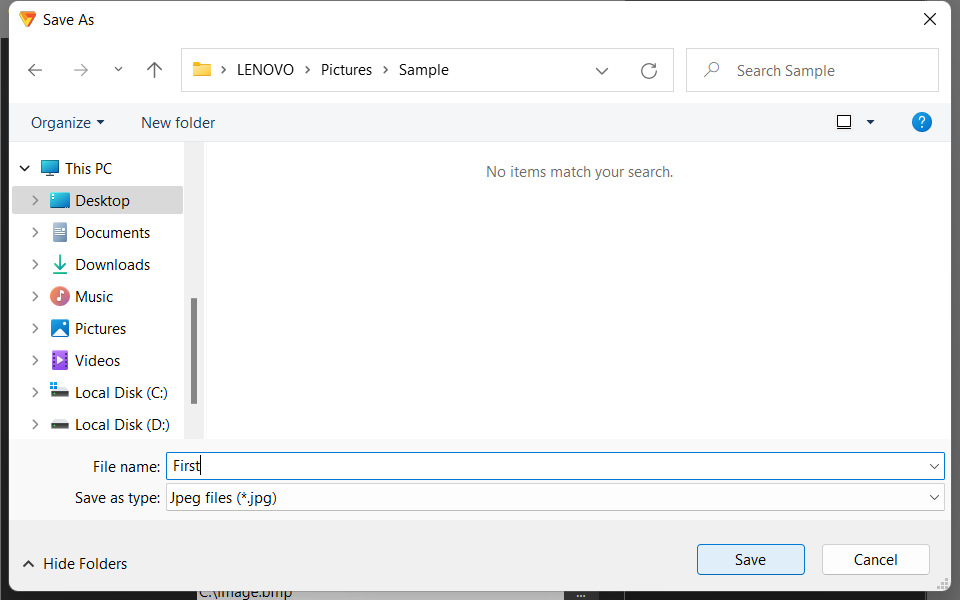 Save As
LENOVO Pictures Sample
Search Sample
Organize
New folder
?
This PC
Desktop
Documents
Downloads
Music
Pictures
Videos
Local Disk (C:)
Local Disk (D:)
No items match your search.
File name: First
Save as type: Jpeg files (*.jpg)
Hide Folders
Save
Cancel
C:\image.bmp
...